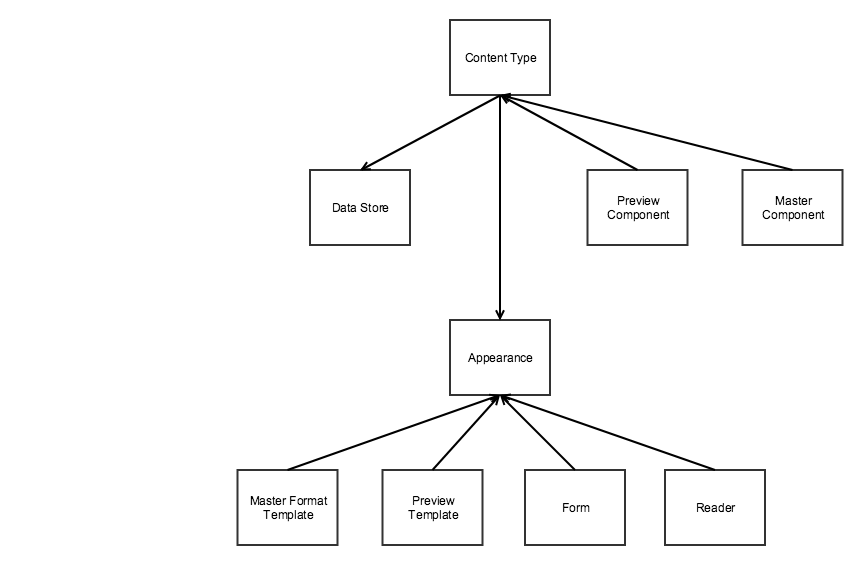 Content Type
Data Store
Preview
Component
Master
Component
Appearance
Master Format
Template
Preview
Template
Form
Reader